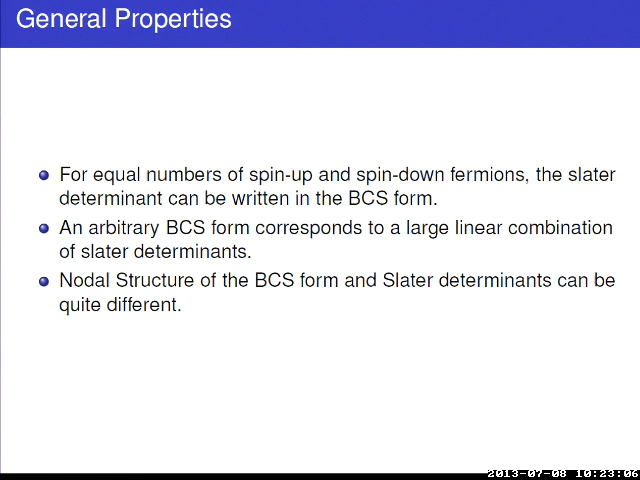 General Properties
For equal numbers of spin-up and spin-down fermions, the slater
determinant can be written in the BCS form.
An arbitrary BCS form corresponds to a large linear combination
of slater determinants.
Nodal Structure of the BCS form and Slater determinants can be
quite different.
2013-07-08 10:23:06